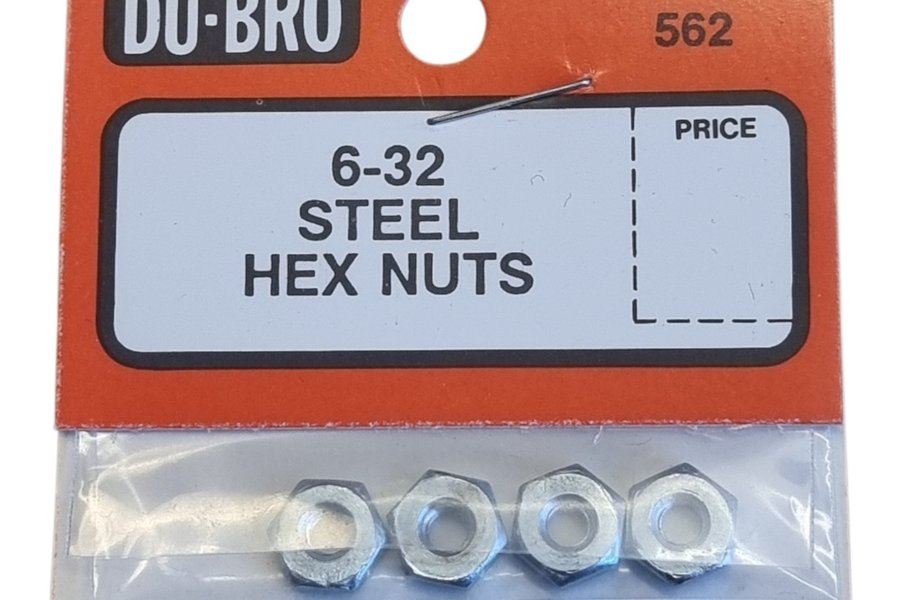 DU-BRO
562
6-32
STEEL
HEX NUTS
PRICE